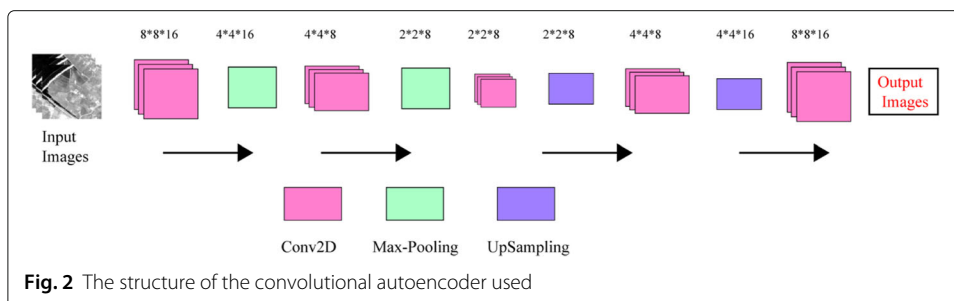 8*8*16 4*4*16 4*4*8 2*2*8 2*2*8 2*2*8 4*4*8 4*4*16 8*8*16
Input
Images
Output
Images
Conv2D Max-Pooling UpSampling
Fig. 2 The structure of the convolutional autoencoder used